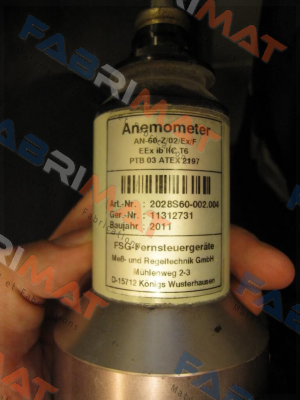 FABRIMAT
Anemometer
AN-60-Z/02/Ex/F
EEx ib IIC T6
PTB 03 ATEX 2197
Art.-Nr. : 2028S60-002.004
Ger.-Nr. : 11312731
Baujahr : 2011
FSG-Fernsteuergeräte
Meß- und Regeltechnik GmbH
Mühlenweg 2-3
D-15712 Königs Wusterhausen